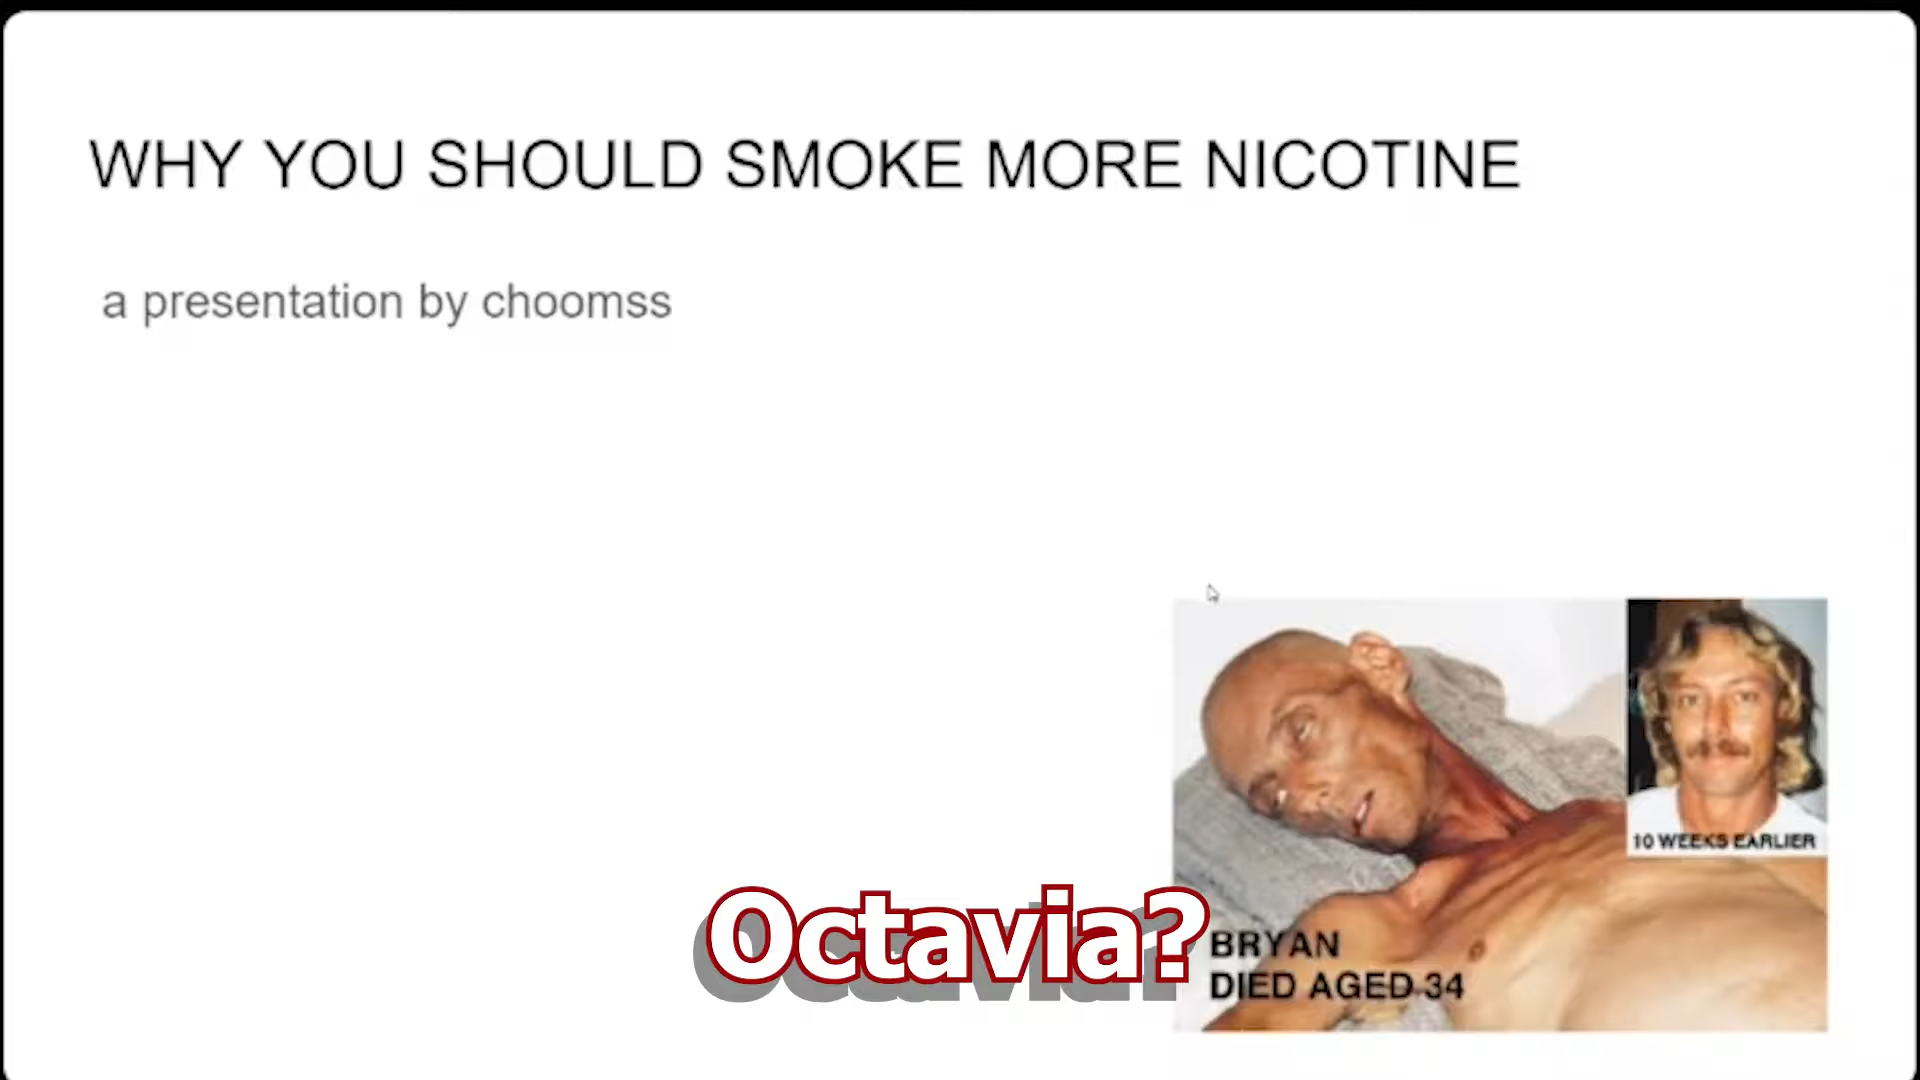 WHY YOU SHOULD SMOKE MORE NICOTINE
a presentation by choomss
10 WEEKS EARLIER
Octavia?
BRYAN
DIED AGED 34